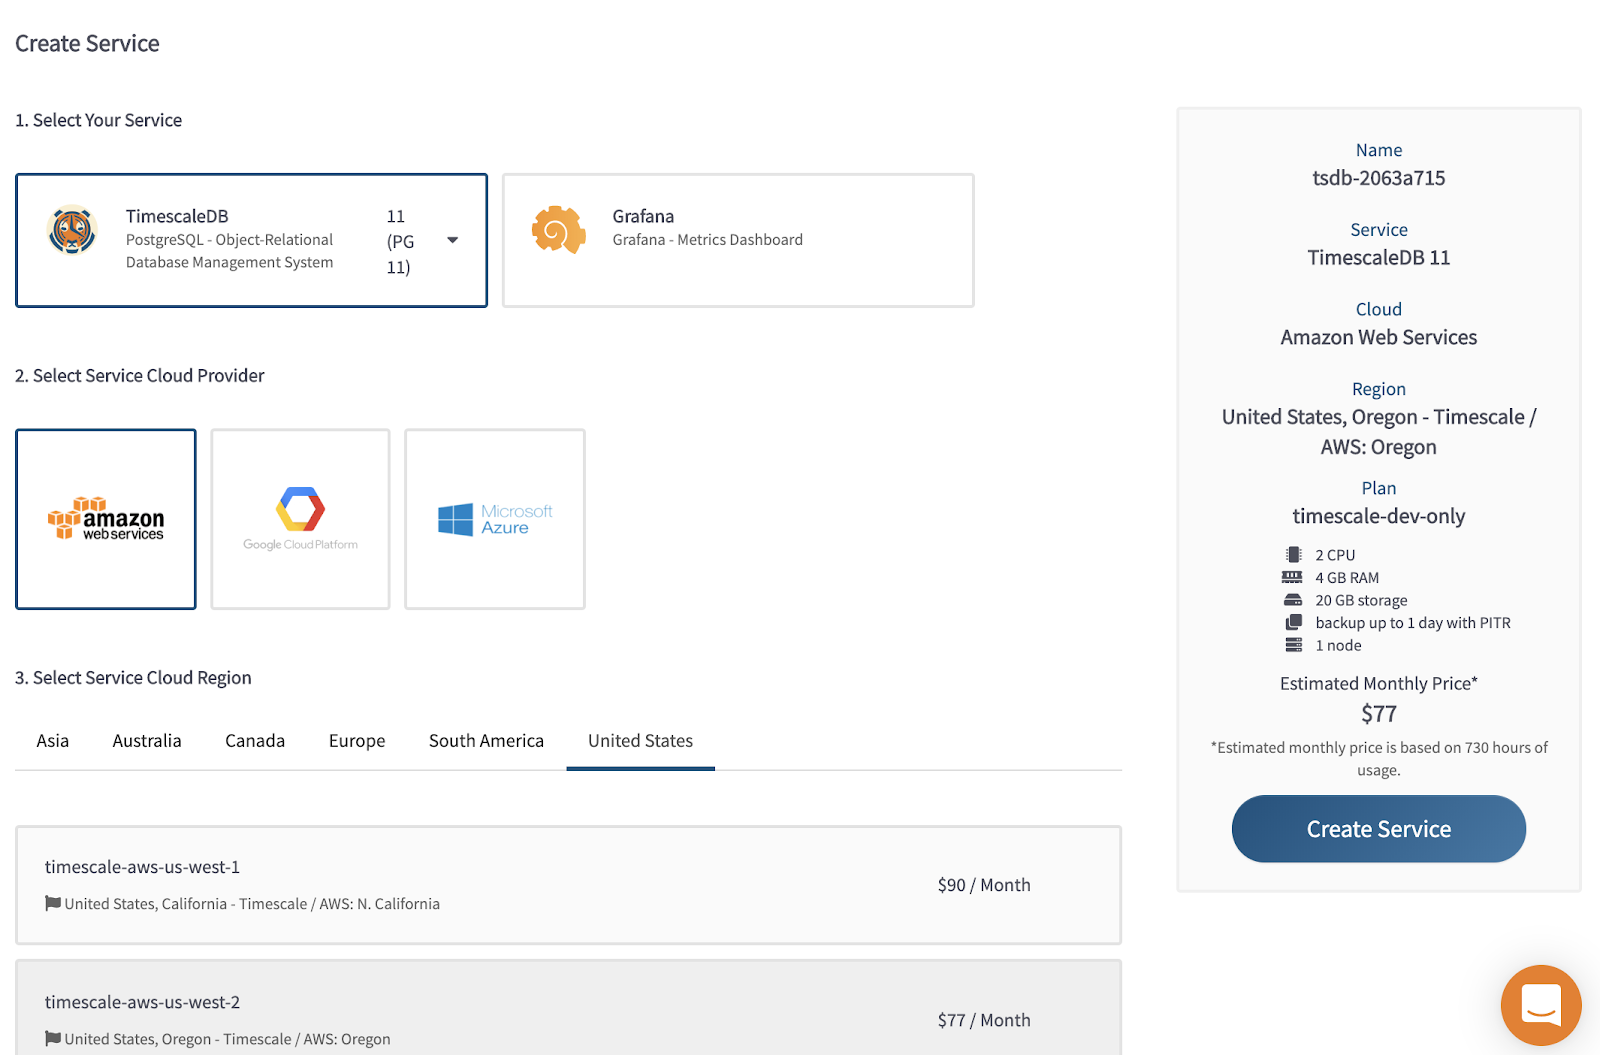 Create Service
1. Select Your Service
TimescaleDB
PostgreSQL - Object-Relational
Database Management System
11
(PG
11)
Grafana
Grafana - Metrics Dashboard
2. Select Service Cloud Provider
amazon
webservices
Google Cloud Platform
Microsoft
Azure
3. Select Service Cloud Region
Asia
Australia
Canada
Europe
South America
United States
timescale-aws-us-west-1
United States, California - Timescale / AWS: N. California
$90 / Month
timescale-aws-us-west-2
United States, Oregon - Timescale / AWS: Oregon
$77 / Month
Name
tsdb-2063a715
Service
TimescaleDB 11
Cloud
Amazon Web Services
Region
United States, Oregon - Timescale /
AWS: Oregon
Plan
timescale-dev-only
2 CPU
4 GB RAM
20 GB storage
backup up to 1 day with PITR
1 node
Estimated Monthly Price*
$77
*Estimated monthly price is based on 730 hours of
usage.
Create Service